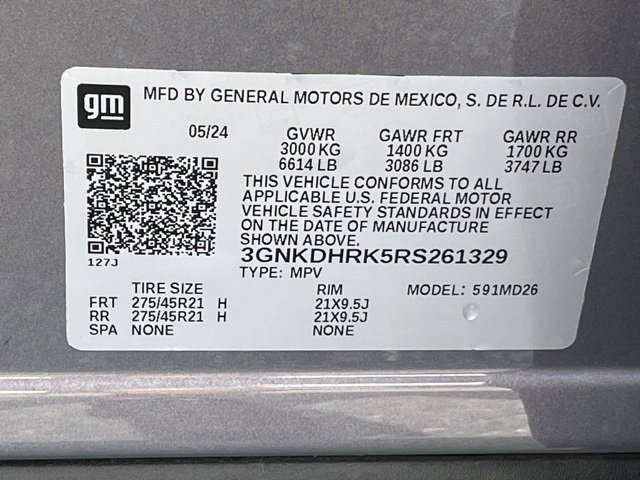 gm MFD BY GENERAL MOTORS DE MEXICO, S. DE R.L. DE C.V.
05/24 GVWR GAWR FRT GAWR RR
3000 KG 1400 KG 1700 KG
6614 LB 3086 LB 3747 LB
THIS VEHICLE CONFORMS TO ALL
APPLICABLE U.S. FEDERAL MOTOR
VEHICLE SAFETY STANDARDS IN EFFECT
ON THE DATE OF MANUFACTURE
SHOWN ABOVE.
3GNKDHRK5RS261329
127J
TYPE: MPV
TIRE SIZE RIM MODEL: 591MD26
FRT 275/45R21 H 21X9.5J
RR 275/45R21 H 21X9.5J
SPA NONE NONE